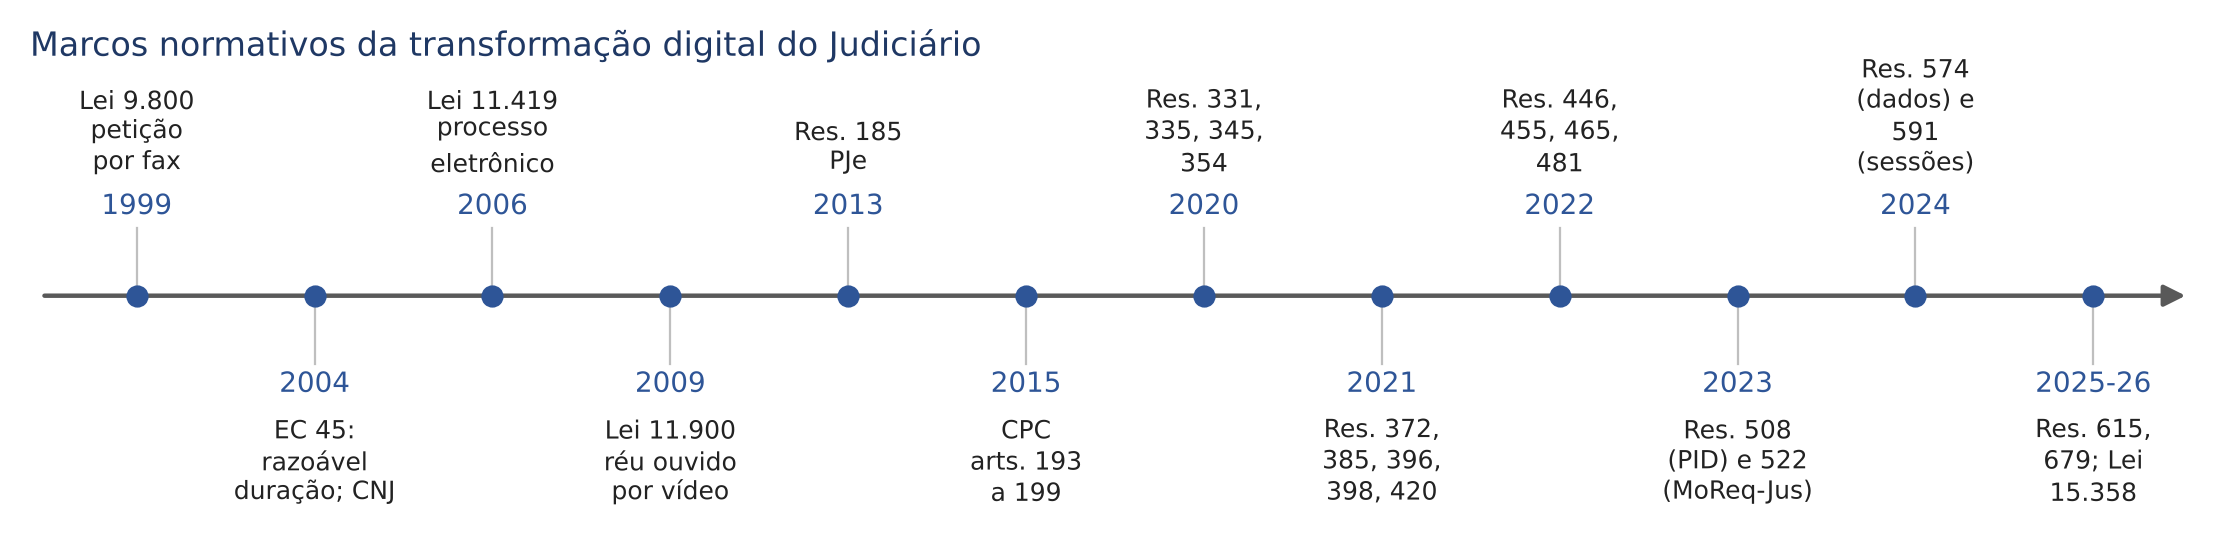 Marcos normativos da transformação digital do Judiciário
Lei 9.800
petição
por fax
1999
2004
EC 45:
razoável
duração; CNJ
Lei 11.419
processo
eletrônico
2006
2009
Lei 11.900
réu ouvido
por vídeo
Res. 185
PJe
2013
2015
CPC
arts. 193
a 199
Res. 331,
335, 345,
354
2020
2021
Res. 372,
385, 396,
398, 420
Res. 446,
455, 465,
481
2022
2023
Res. 508
(PID) e 522
(MoReq-Jus)
Res. 574
(dados) e
591
(sessões)
2024
2025-26
Res. 615,
679; Lei
15.358